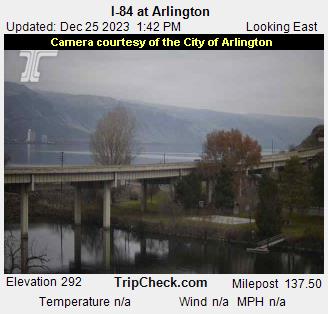 I-84 at Arlington
Updated: Dec 25 2023 1:42 PM Looking East
Camera courtesy of the City of Arlington
Elevation 292 TripCheck.com Milepost 137.50
Temperature n/a Wind n/a MPH n/a